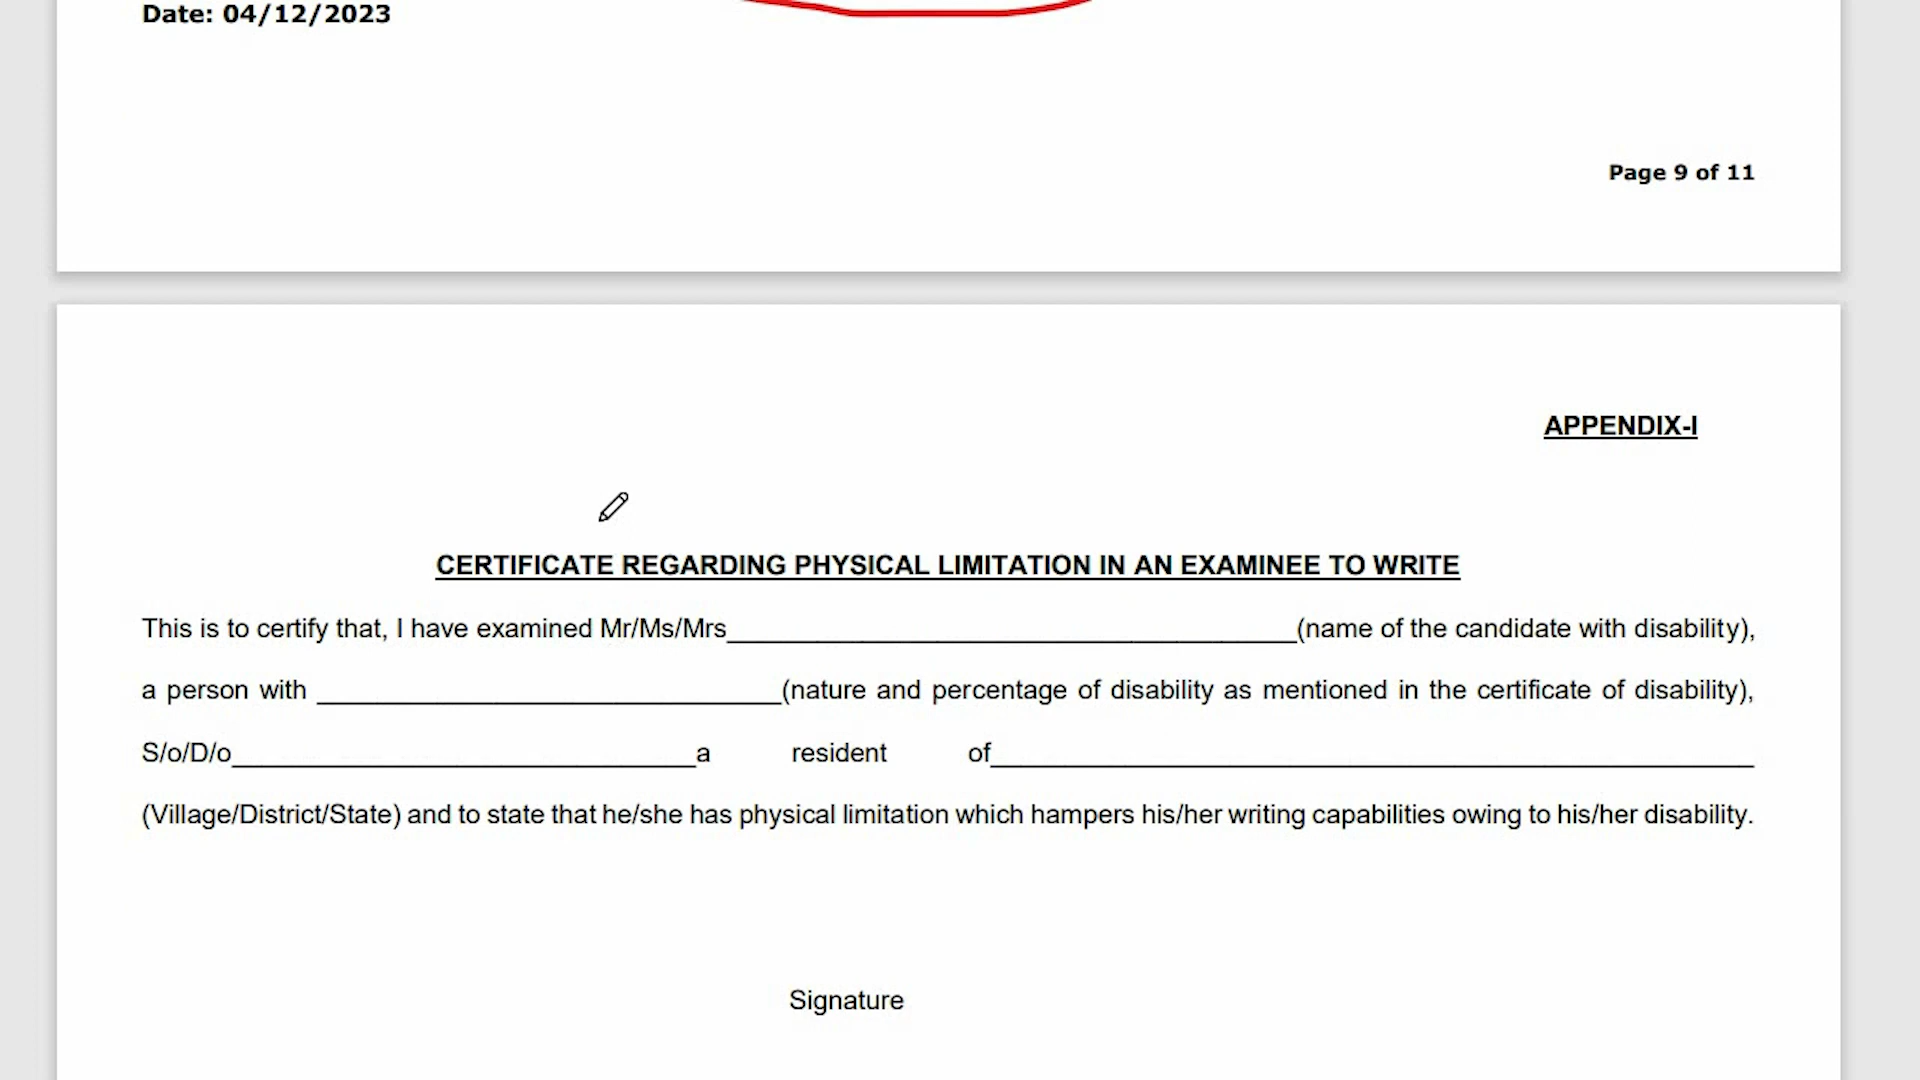 Date: 04/12/2023
Page 9 of 11
APPENDIX-I
CERTIFICATE REGARDING PHYSICAL LIMITATION IN AN EXAMINEE TO WRITE
This is to certify that, I have examined Mr/Ms/Mrs______________________________________(name of the candidate with disability),
a person with _______________________________(nature and percentage of disability as mentioned in the certificate of disability),
S/o/D/o_______________________________a resident of___________________________________________________
(Village/District/State) and to state that he/she has physical limitation which hampers his/her writing capabilities owing to his/her disability.
Signature